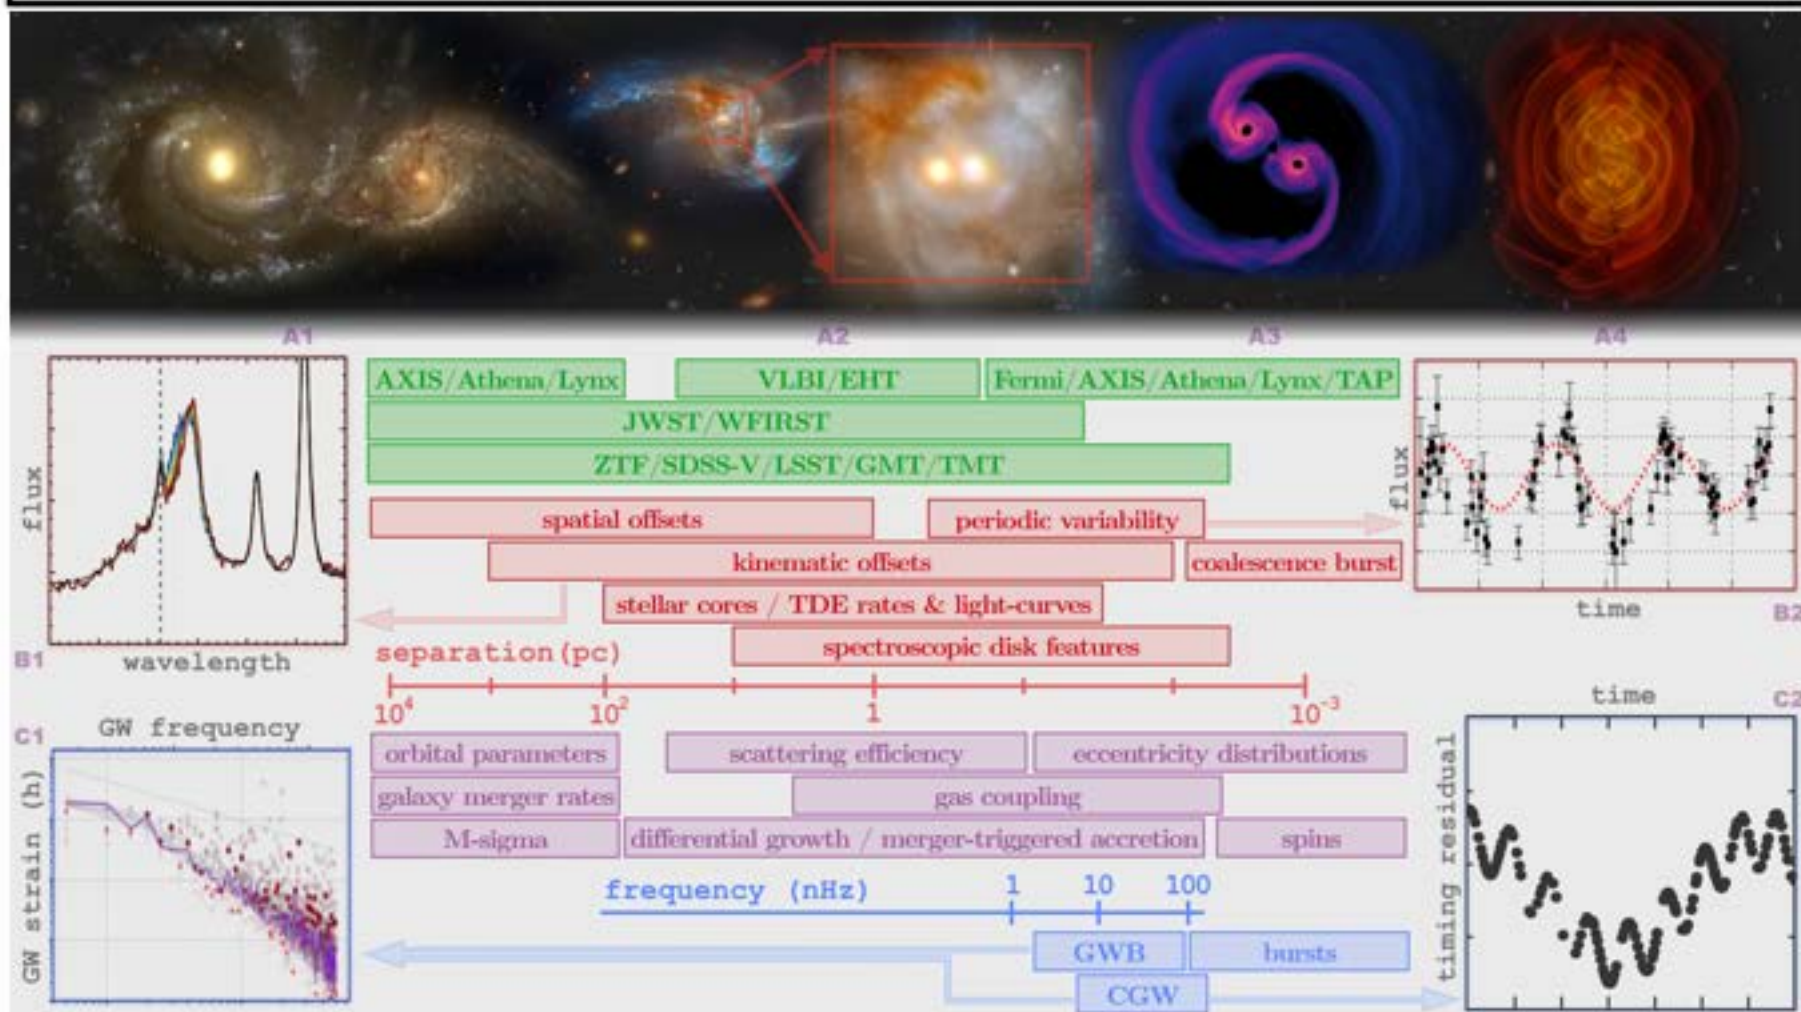 A1 A2 A3 A4
AXIS/Athena/Lynx VLBI/EHT Fermi/AXIS/Athena/Lynx/TAP
JWST/WFIRST
ZTF/SDSS-V/LSST/GMT/TMT
flux
wavelength
B1
spatial offsets periodic variability
kinematic offsets coalescence burst
stellar cores / TDE rates & light-curves
spectroscopic disk features
flux
time
B2
separation(pc)
10⁴ 10² 1 10⁻³
C1
GW frequency
GW strain (h)
orbital parameters scattering efficiency eccentricity distributions
galaxy merger rates gas coupling
M-sigma differential growth / merger-triggered accretion spins
frequency (nHz) 1 10 100
GWB bursts
CGW
time
C2
timing residual